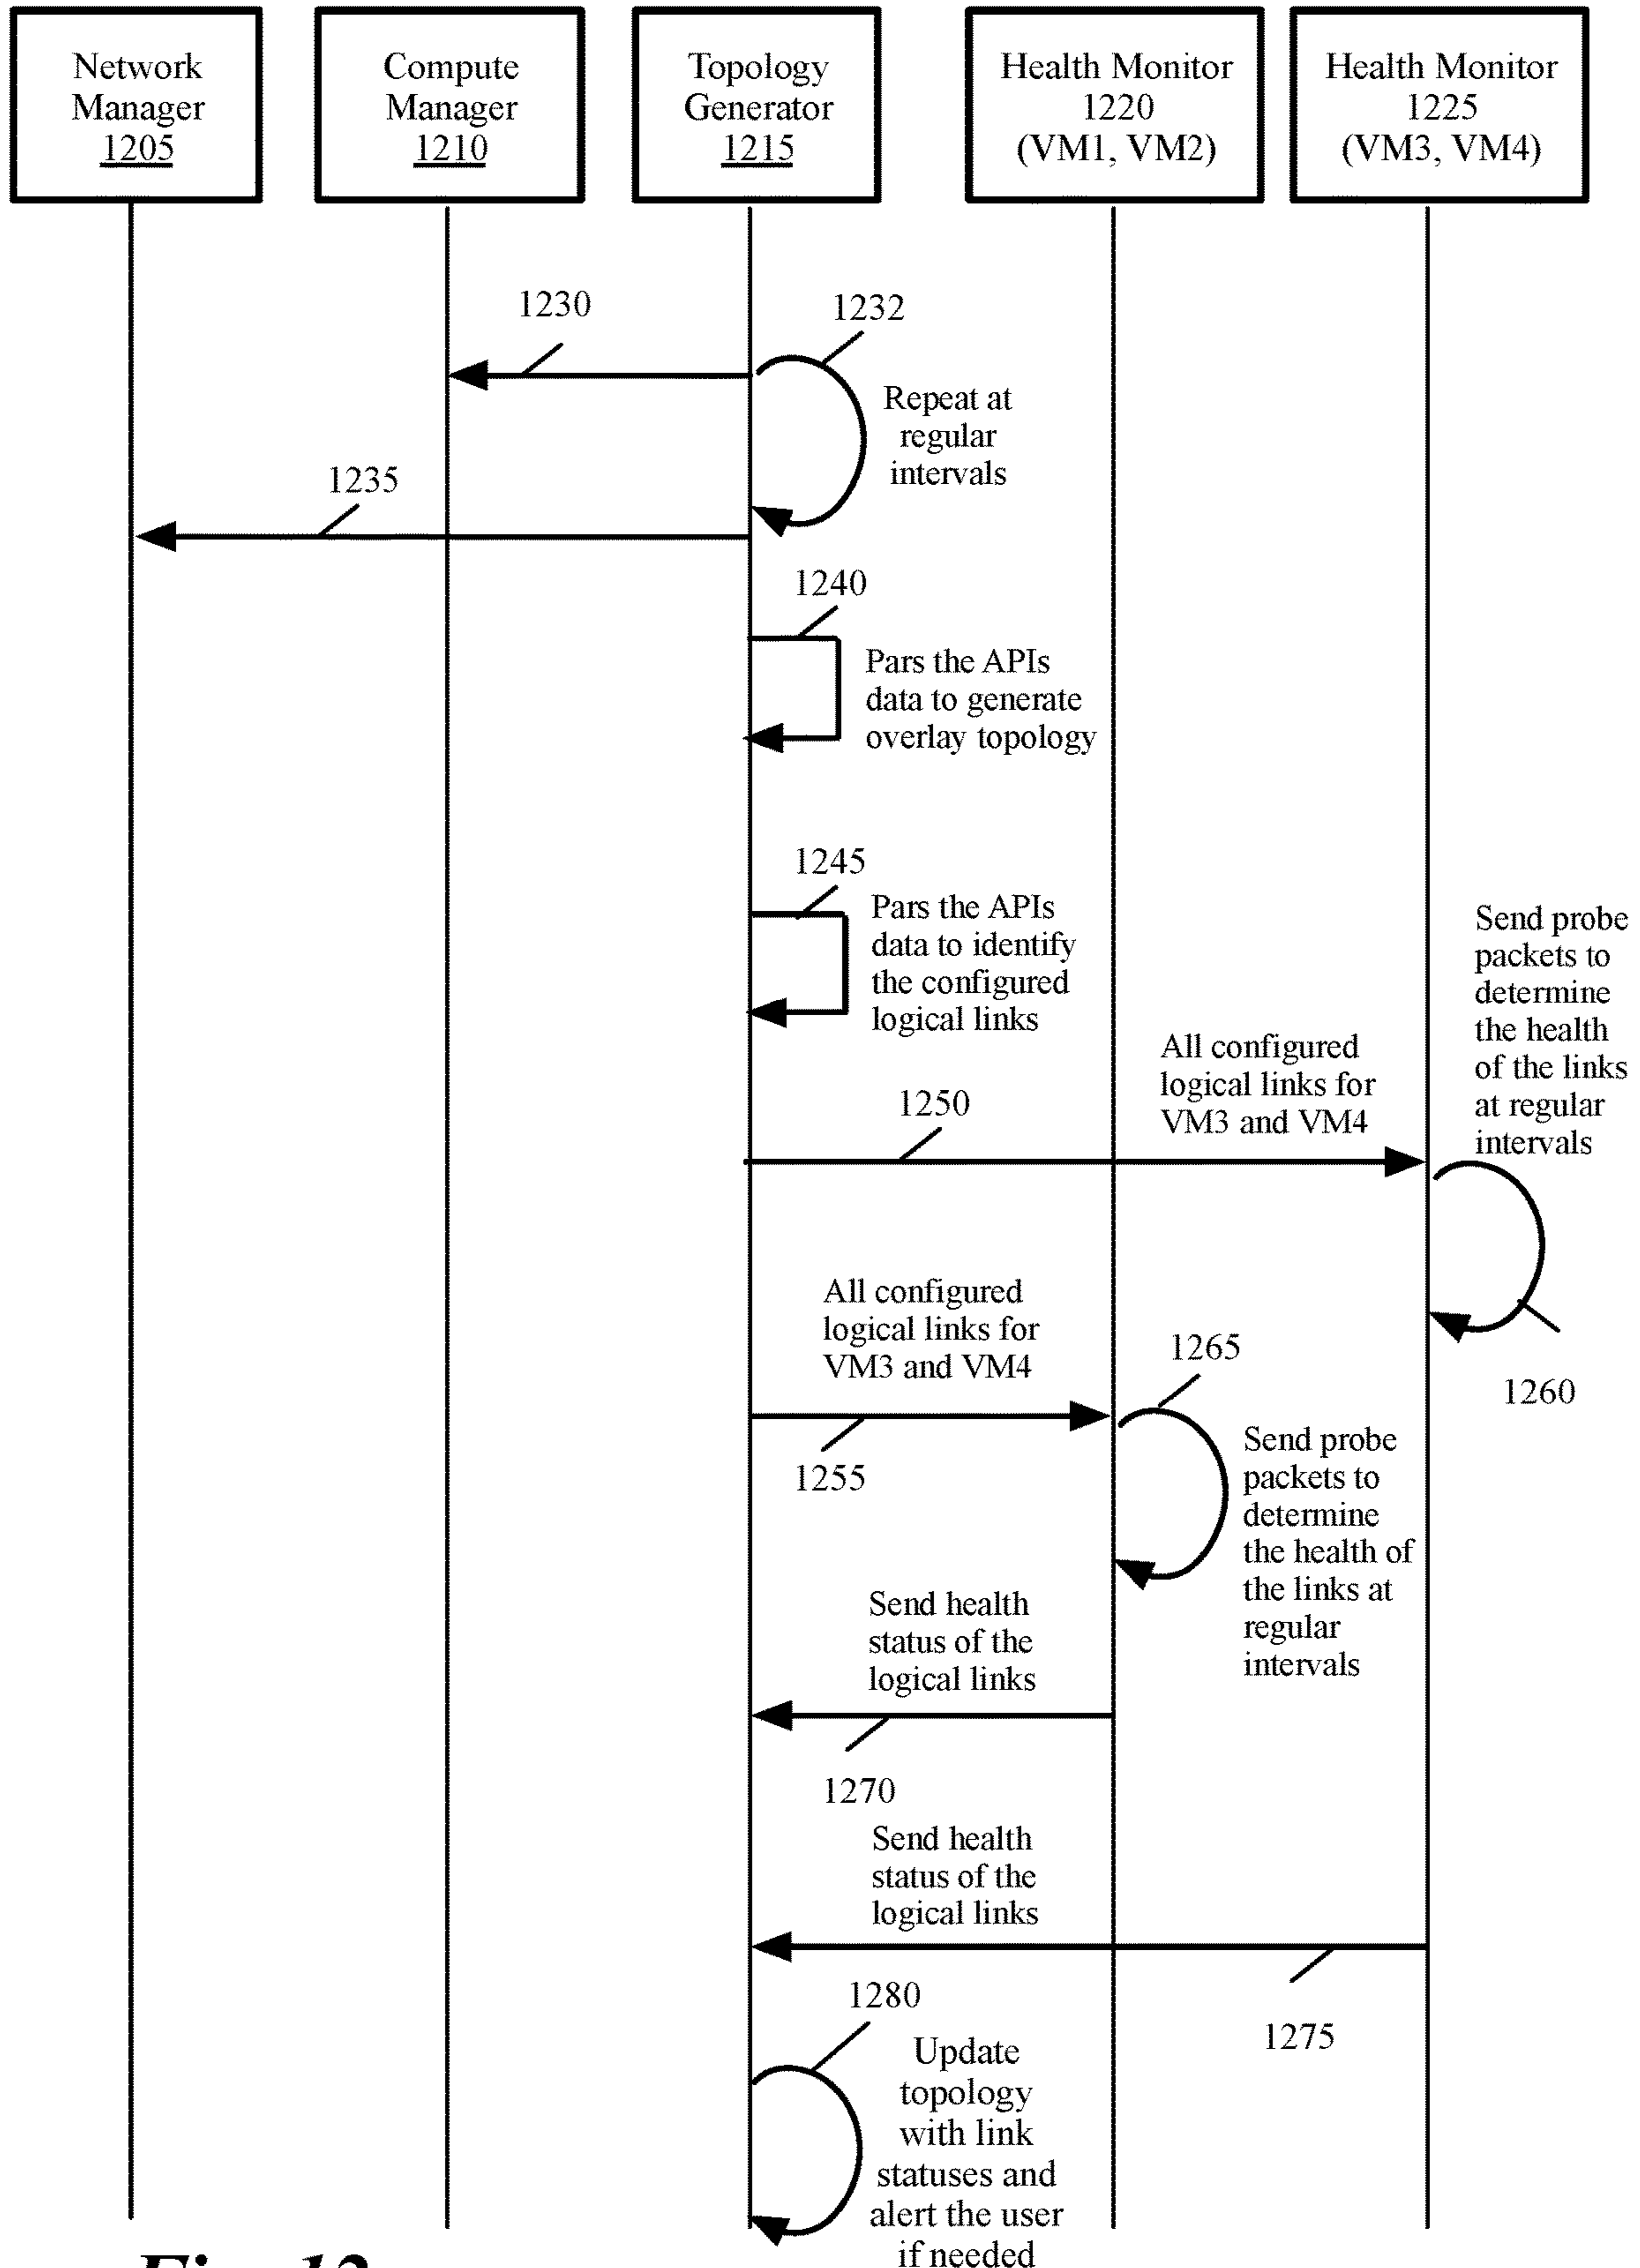 Network
Manager
1205
Compute
Manager
1210
Topology
Generator
1215
Health Monitor
1220
(VM1, VM2)
Health Monitor
1225
(VM3, VM4)
1230
1232
Repeat at
regular
intervals
1235
1240
Pars the APIs
data to generate
overlay topology
1245
Pars the APIs
data to identify
the configured
logical links
Send probe
packets to
determine
the health
of the links
at regular
intervals
All configured
logical links for
VM3 and VM4
1250
1260
All configured
logical links for
VM3 and VM4
1255
1265
Send probe
packets to
determine
the health of
the links at
regular
intervals
Send health
status of the
logical links
1270
Send health
status of the
logical links
1275
1280
Update
topology
with link
statuses and
alert the user
if needed